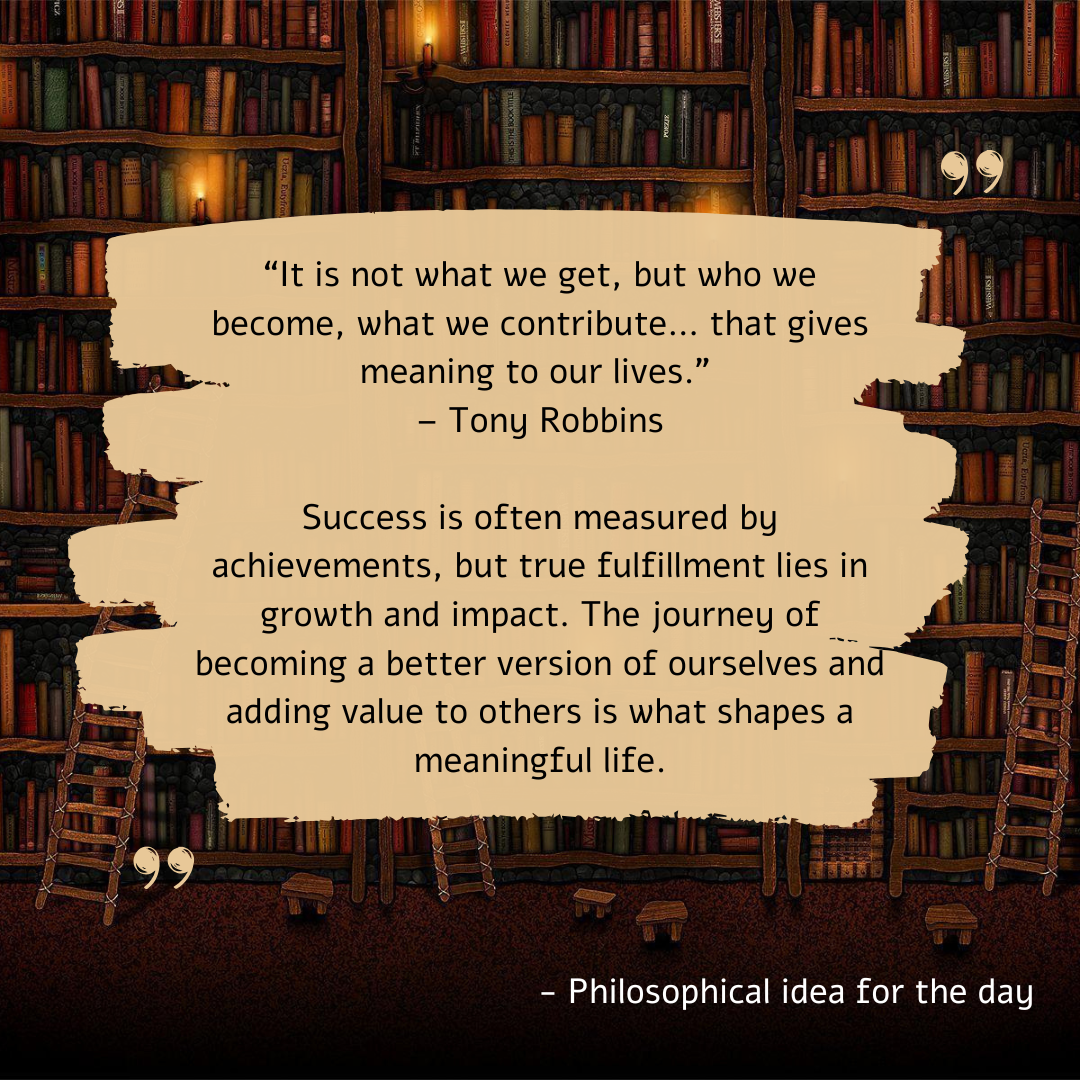 “It is not what we get, but who we
become, what we contribute... that gives
meaning to our lives.”
– Tony Robbins
Success is often measured by
achievements, but true fulfillment lies in
growth and impact. The journey of
becoming a better version of ourselves and
adding value to others is what shapes a
meaningful life.
– Philosophical idea for the day